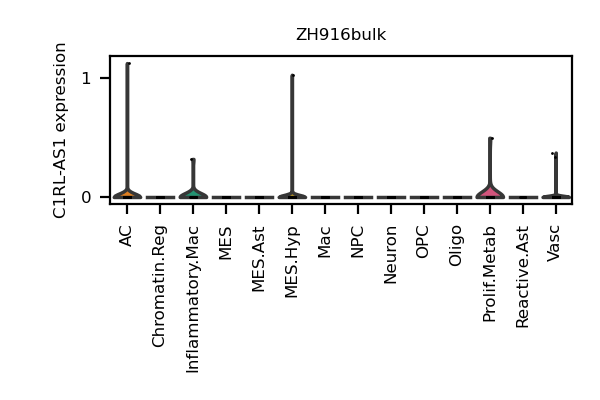 ZH916bulk
C1RL-AS1 expression
1
0
AC
Chromatin.Reg
Inflammatory.Mac
MES
MES.Ast
MES.Hyp
Mac
NPC
Neuron
OPC
Oligo
Prolif.Metab
Reactive.Ast
Vasc